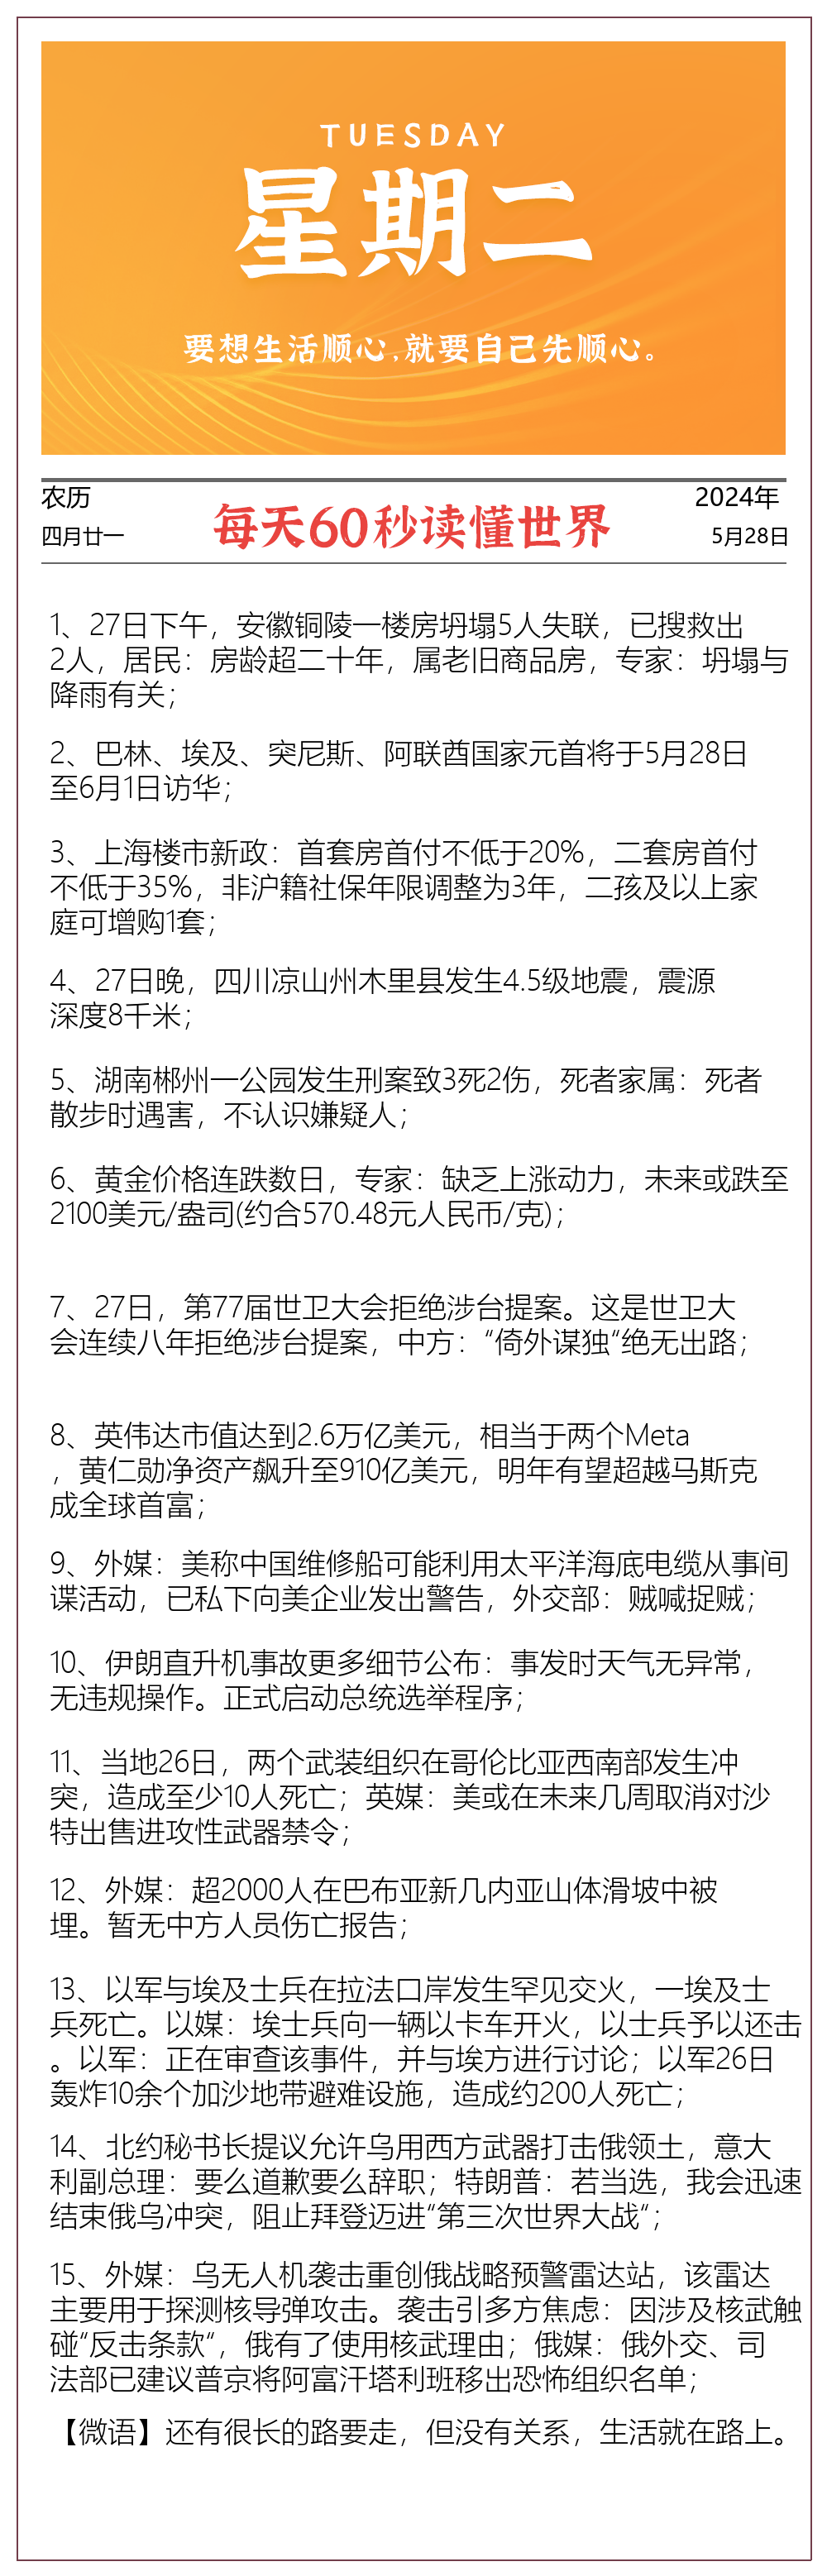 TUESDAY
星期二
要想生活顺心,就要自己先顺心。
农历
2024年
每天60秒读懂世界
四月廿一
5月28日
1、27日下午，安徽铜陵一楼房坍塌5人失联，已搜救出
2人，居民：房龄超二十年，属老旧商品房，专家：坍塌与
降雨有关；
2、巴林、埃及、突尼斯、阿联酋国家元首将于5月28日
至6月1日访华；
3、上海楼市新政：首套房首付不低于20%，二套房首付
不低于35%，非沪籍社保年限调整为3年，二孩及以上家
庭可增购1套；
4、27日晚，四川凉山州木里县发生4.5级地震，震源
深度8千米；
5、湖南郴州一公园发生刑案致3死2伤，死者家属：死者
散步时遇害，不认识嫌疑人；
6、黄金价格连跌数日，专家：缺乏上涨动力，未来或跌至
2100美元/盎司(约合570.48元人民币/克)；
7、27日，第77届世卫大会拒绝涉台提案。这是世卫大
会连续八年拒绝涉台提案，中方：“倚外谋独”绝无出路；
8、英伟达市值达到2.6万亿美元，相当于两个Meta
，黄仁勋净资产飙升至910亿美元，明年有望超越马斯克
成全球首富；
9、外媒：美称中国维修船可能利用太平洋海底电缆从事间
谍活动，已私下向美企业发出警告，外交部：贼喊捉贼；
10、伊朗直升机事故更多细节公布：事发时天气无异常，
无违规操作。正式启动总统选举程序；
11、当地26日，两个武装组织在哥伦比亚西南部发生冲
突，造成至少10人死亡；英媒：美或在未来几周取消对沙
特出售进攻性武器禁令；
12、外媒：超2000人在巴布亚新几内亚山体滑坡中被
埋。暂无中方人员伤亡报告；
13、以军与埃及士兵在拉法口岸发生罕见交火，一埃及士
兵死亡。以媒：埃士兵向一辆以卡车开火，以士兵予以还击
。以军：正在审查该事件，并与埃方进行讨论；以军26日
轰炸10余个加沙地带避难设施，造成约200人死亡；
14、北约秘书长提议允许乌用西方武器打击俄领土，意大
利副总理：要么道歉要么辞职；特朗普：若当选，我会迅速
结束俄乌冲突，阻止拜登迈进“第三次世界大战”；
15、外媒：乌无人机袭击重创俄战略预警雷达站，该雷达
主要用于探测核导弹攻击。袭击引多方焦虑：因涉及核武触
碰“反击条款”，俄有了使用核武理由；俄媒：俄外交、司
法部已建议普京将阿富汗塔利班移出恐怖组织名单；
【微语】还有很长的路要走，但没有关系，生活就在路上。